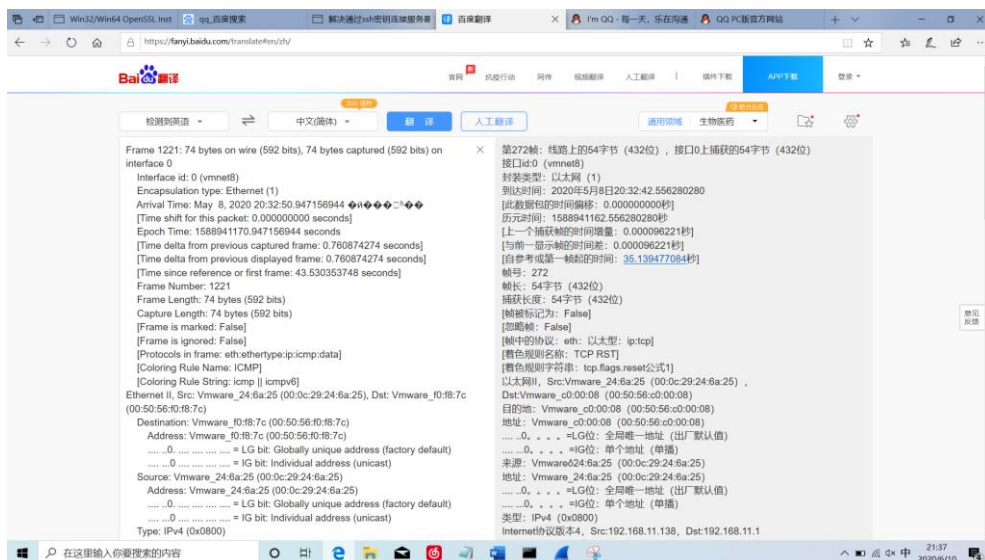 Win32/Win64 OpenSSL inst
qq_百度搜索
解决通过ssh密钥连接服务器
百度翻译
I'm QQ - 每一天，乐在沟通
QQ PC版官方网站
https://fanyi.baidu.com/translate#en/zh/
Bai 翻译
官网 新
抗疫行动
同传
视频翻译
人工翻译
插件下载
APP下载
登录
检测到英语
中文(简体)
翻 译
人工翻译
通用领域
生物医药
Frame 1221: 74 bytes on wire (592 bits), 74 bytes captured (592 bits) on
interface 0
Interface id: 0 (vmnet8)
Encapsulation type: Ethernet (1)
Arrival Time: May 8, 2020 20:32:50.947156944
[Time shift for this packet: 0.000000000 seconds]
Epoch Time: 1588941170.947156944 seconds
[Time delta from previous captured frame: 0.760874274 seconds]
[Time delta from previous displayed frame: 0.760874274 seconds]
[Time since reference or first frame: 43.530353748 seconds]
Frame Number: 1221
Frame Length: 74 bytes (592 bits)
Capture Length: 74 bytes (592 bits)
[Frame is marked: False]
[Frame is ignored: False]
[Protocols in frame: eth:ethertype:ip:icmp:data]
[Coloring Rule Name: ICMP]
[Coloring Rule String: icmp || icmpv6]
Ethernet II, Src: Vmware_24:6a:25 (00:0c:29:24:6a:25), Dst: Vmware_f0:f8:7c
(00:50:56:f0:f8:7c)
Destination: Vmware_f0:f8:7c (00:50:56:f0:f8:7c)
Address: Vmware_f0:f8:7c (00:50:56:f0:f8:7c)
.... ..0. .... .... .... .... = LG bit: Globally unique address (factory default)
.... ...0 .... .... .... .... = IG bit: Individual address (unicast)
Source: Vmware_24:6a:25 (00:0c:29:24:6a:25)
Address: Vmware_24:6a:25 (00:0c:29:24:6a:25)
.... ..0. .... .... .... .... = LG bit: Globally unique address (factory default)
.... ...0 .... .... .... .... = IG bit: Individual address (unicast)
Type: IPv4 (0x0800)
第272帧：线路上的54字节（432位），接口0上捕获的54字节（432位）
接口id:0（vmnet8）
封装类型：以太网（1）
到达时间：2020年5月8日20:32:42.556280280
[此数据包的时间偏移：0.000000000秒]
历元时间：1588941162.556280280秒
[上一个捕获帧的时间增量：0.000096221秒]
[与前一显示帧的时间差：0.000096221秒]
[自参考或第一帧起的时间：35.139477084秒]
帧号：272
帧长：54字节（432位）
捕获长度：54字节（432位）
[帧被标记为：False]
[忽略帧：False]
[帧中的协议：eth：以太型：ip:tcp]
[着色规则名称：TCP RST]
[着色规则字符串：tcp.flags.reset公式1]
以太网II，Src:Vmware_24:6a:25（00:0c:29:24:6a:25），
Dst:Vmware_c0:00:08（00:50:56:c0:00:08）
目的地：Vmware_c0:00:08（00:50:56:c0:00:08）
地址：Vmware_c0:00:08（00:50:56:c0:00:08）
.... ..0。。。。=LG位：全局唯一地址（出厂默认值）
.... ...0。。。。=IG位：单个地址（单播）
来源：Vmwareô24:6a:25（00:0c:29:24:6a:25）
地址：Vmware_24:6a:25（00:0c:29:24:6a:25）
.... ..0。。。。=LG位：全局唯一地址（出厂默认值）
.... ...0。。。。=IG位：单个地址（单播）
类型：IPv4（0x0800）
Internet协议版本4，Src:192.168.11.138，Dst:192.168.11.1
意见
反馈
在这里输入你要搜索的内容
中
21:37
2020/6/10